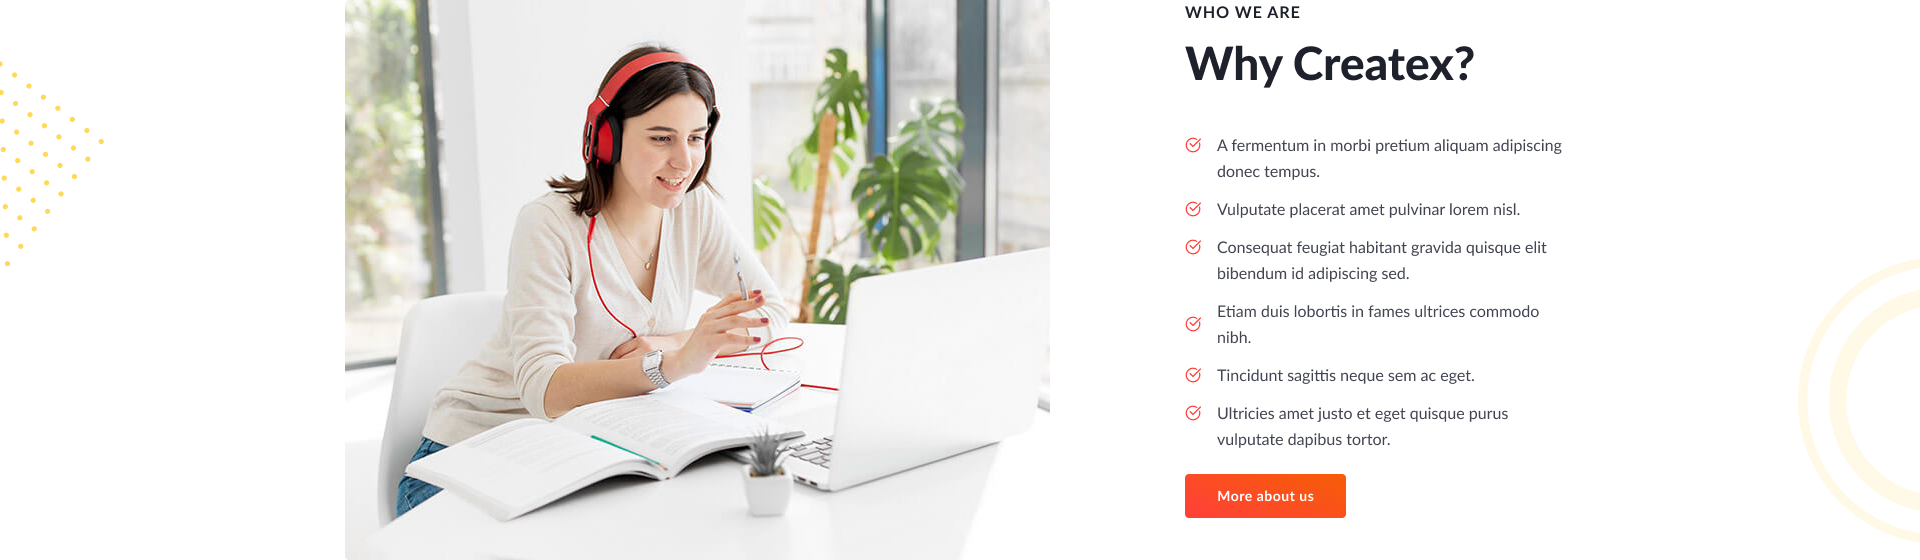 WHO WE ARE
Why Createx?
A fermentum in morbi pretium aliquam adipiscing
donec tempus.
Vulputate placerat amet pulvinar lorem nisl.
Consequat feugiat habitant gravida quisque elit
bibendum id adipiscing sed.
Etiam duis lobortis in fames ultrices commodo
nibh.
Tincidunt sagittis neque sem ac eget.
Ultricies amet justo et eget quisque purus
vulputate dapibus tortor.
More about us